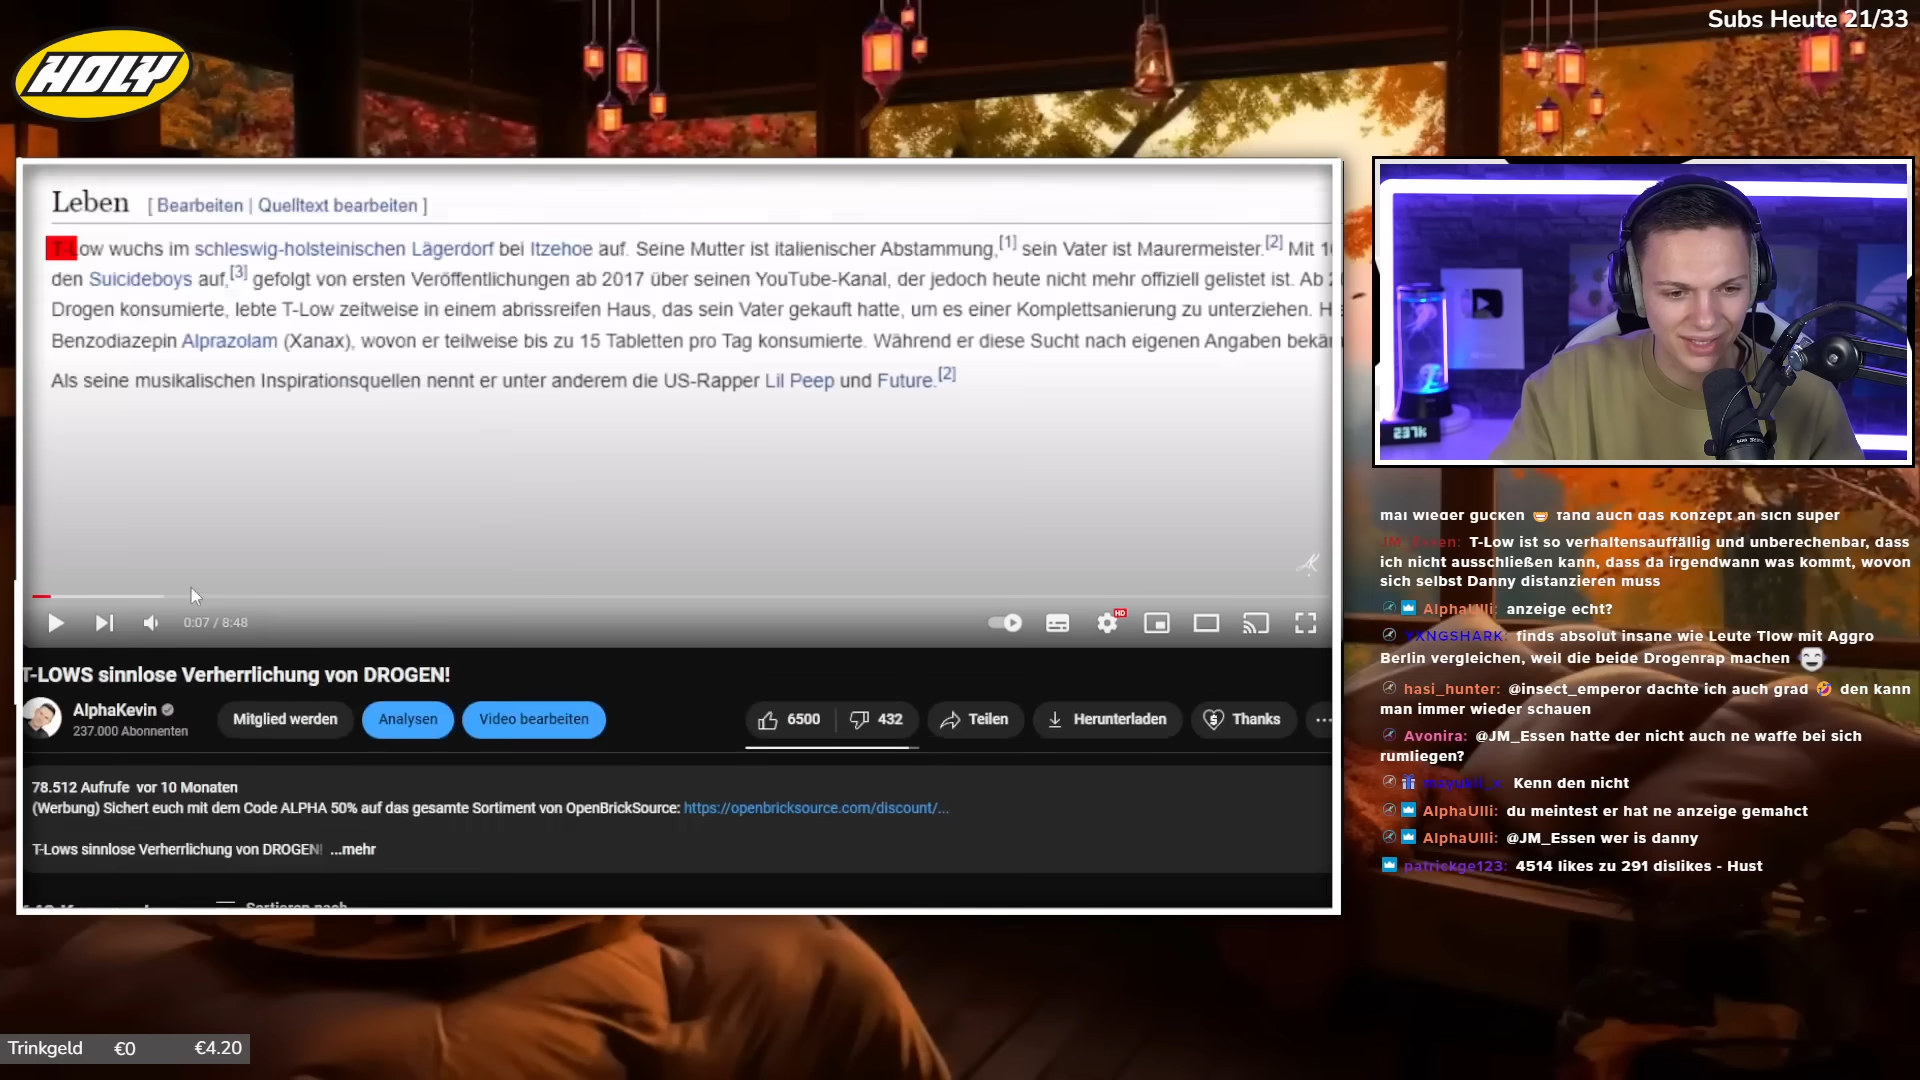 HOLY
Subs Heute 21/33
Leben [ Bearbeiten | Quelltext bearbeiten ]
T-Low wuchs im schleswig-holsteinischen Lägerdorf bei Itzehoe auf. Seine Mutter ist italienischer Abstammung,[1] sein Vater ist Maurermeister.[2] Mit
den Suicideboys auf,[3] gefolgt von ersten Veröffentlichungen ab 2017 über seinen YouTube-Kanal, der jedoch heute nicht mehr offiziell gelistet ist. Ab
Drogen konsumierte, lebte T-Low zeitweise in einem abrissreifen Haus, das sein Vater gekauft hatte, um es einer Komplettsanierung zu unterziehen.
Benzodiazepin Alprazolam (Xanax), wovon er teilweise bis zu 15 Tabletten pro Tag konsumierte. Während er diese Sucht nach eigenen Angaben
Als seine musikalischen Inspirationsquellen nennt er unter anderem die US-Rapper Lil Peep und Future.[2]
0:07 / 8:48
HD
T-LOWS sinnlose Verherrlichung von DROGEN!
AlphaKevin
237.000 Abonnenten
Mitglied werden
Analysen
Video bearbeiten
6500
432
Teilen
Herunterladen
Thanks
78.512 Aufrufe vor 10 Monaten
(Werbung) Sichert euch mit dem Code ALPHA 50% auf das gesamte Sortiment von OpenBrickSource: https://openbricksource.com/discount/...
T-Lows sinnlose Verherrlichung von DROGEN! ...mehr
Sortieren nach
237k
mal wieder gucken fand auch das Konzept an sich super
JM_Essen: T-Low ist so verhaltensauffällig und unberechenbar, dass
ich nicht ausschließen kann, dass da irgendwann was kommt, wovon
sich selbst Danny distanzieren muss
AlphaUlli: anzeige echt?
YXNGSHARK: finds absolut insane wie Leute Tlow mit Aggro
Berlin vergleichen, weil die beide Drogenrap machen
hasi_hunter: @insect_emperor dachte ich auch grad den kann
man immer wieder schauen
Avonira: @JM_Essen hatte der nicht auch ne waffe bei sich
rumliegen?
Kenn den nicht
AlphaUlli: du meintest er hat ne anzeige gemahct
AlphaUlli: @JM_Essen wer is danny
patrickge123: 4514 likes zu 291 dislikes - Hust
Trinkgeld €0 €4.20